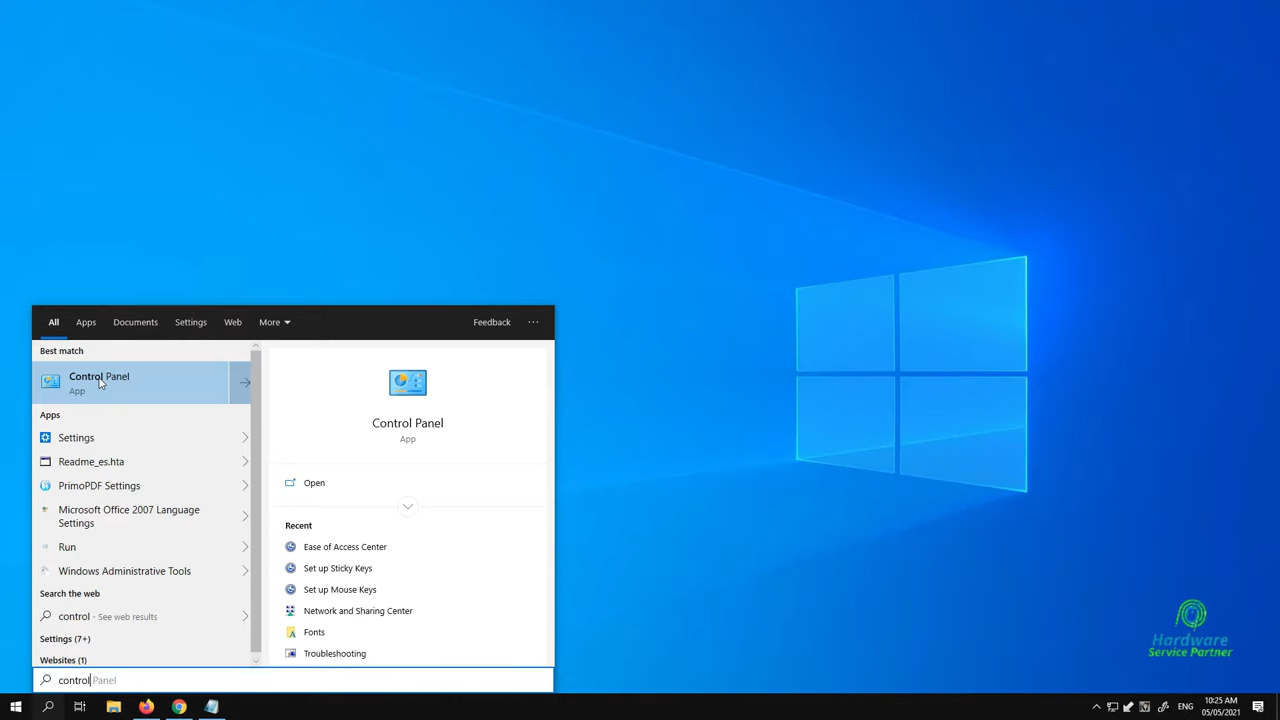 All Apps Documents Settings Web More Feedback ...
Best match
Control Panel
App
Apps
Settings
Readme_es.hta
PrimoPDF Settings
Microsoft Office 2007 Language
Settings
Run
Windows Administrative Tools
Search the web
control - See web results
Settings (7+)
Websites (1)
control Panel
Control Panel
App
Open
Recent
Ease of Access Center
Set up Sticky Keys
Set up Mouse Keys
Network and Sharing Center
Fonts
Troubleshooting
Hardware
Service Partner
ENG
10:25 AM
05/05/2021